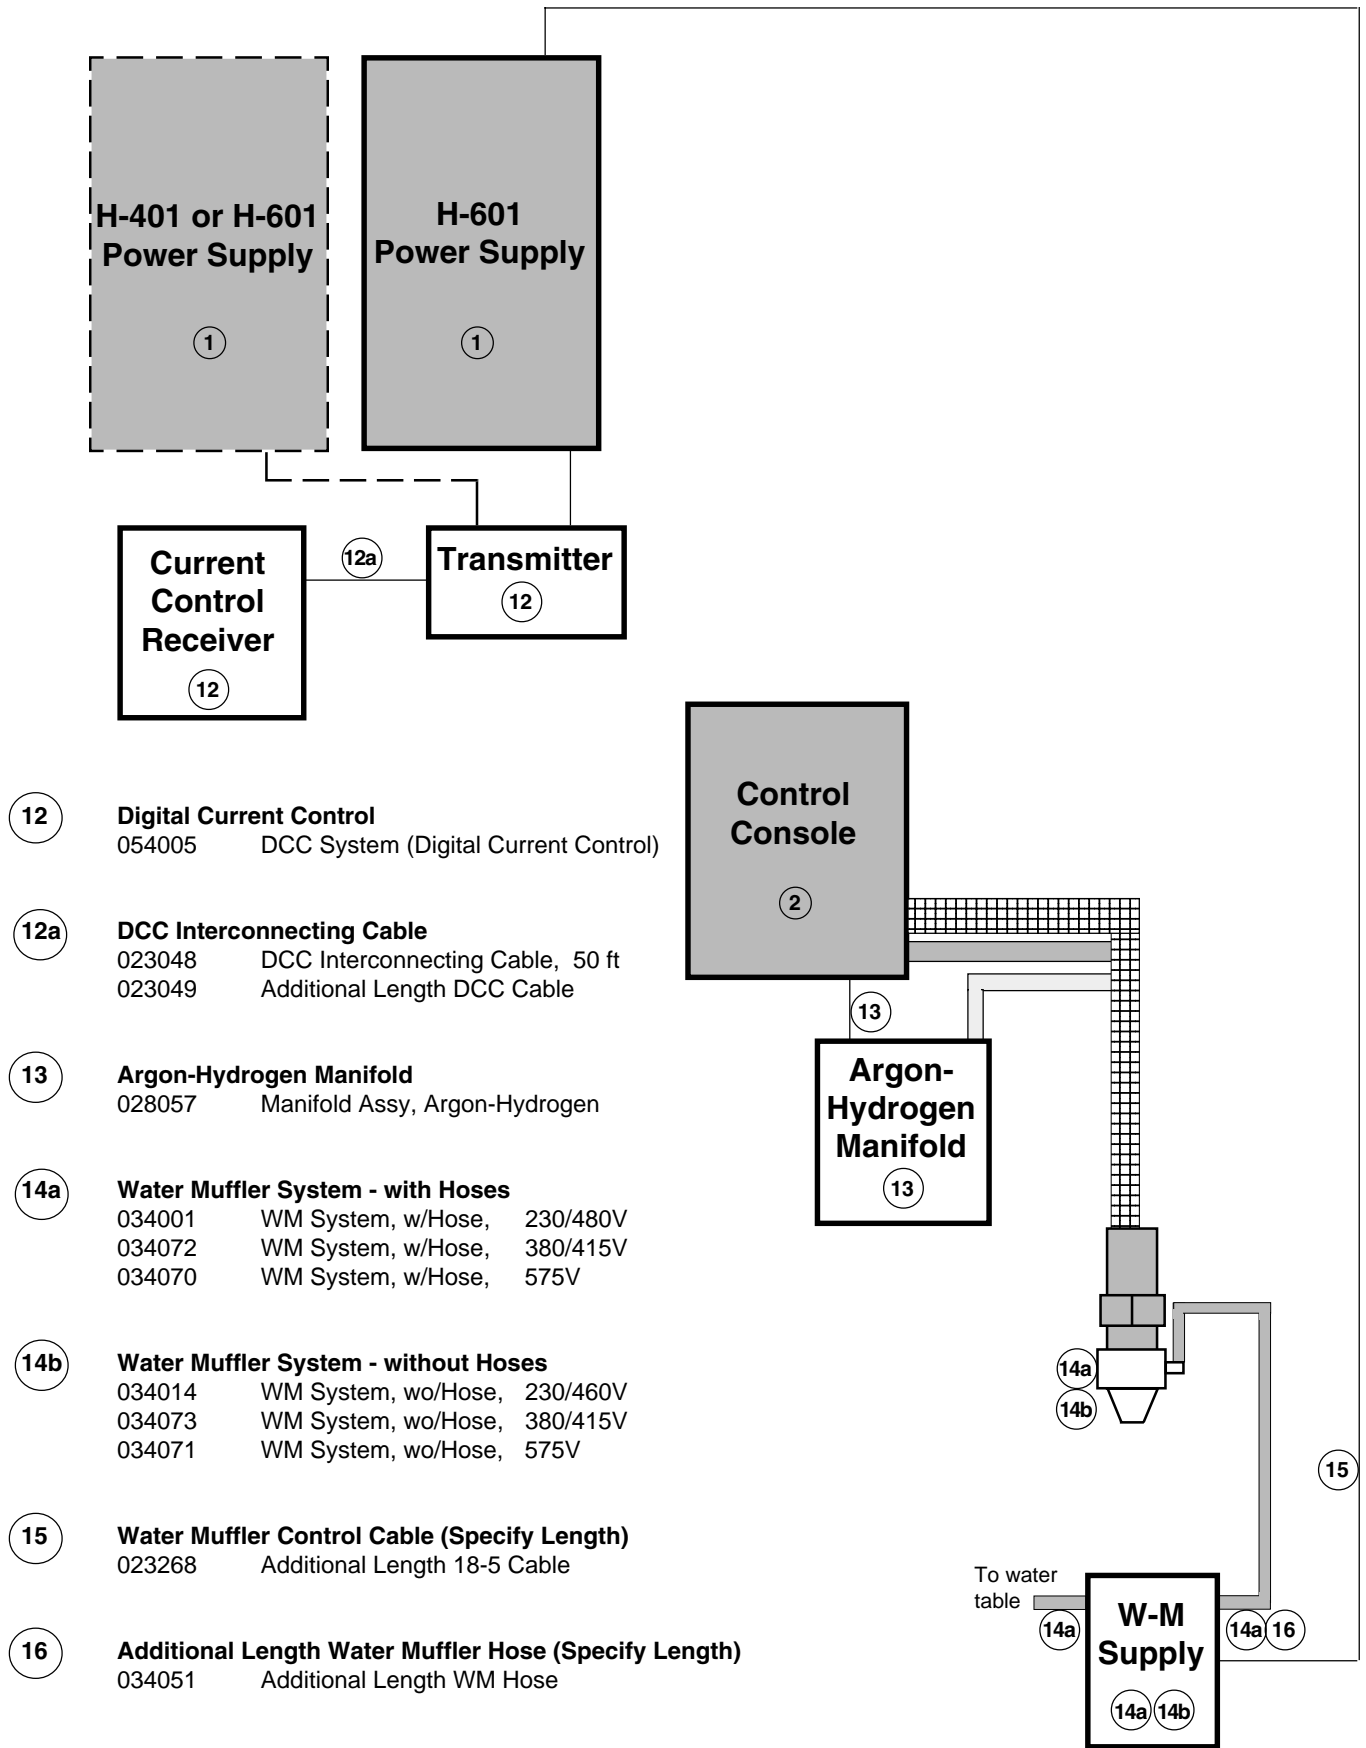 H-401 or H-601
Power Supply
1
H-601
Power Supply
1
Current
Control
Receiver
12
12a
Transmitter
12
Control
Console
2
13
Argon-
Hydrogen
Manifold
13
12 Digital Current Control
054005 DCC System (Digital Current Control)
12a DCC Interconnecting Cable
023048 DCC Interconnecting Cable, 50 ft
023049 Additional Length DCC Cable
13 Argon-Hydrogen Manifold
028057 Manifold Assy, Argon-Hydrogen
14a Water Muffler System - with Hoses
034001 WM System, w/Hose, 230/480V
034072 WM System, w/Hose, 380/415V
034070 WM System, w/Hose, 575V
14b Water Muffler System - without Hoses
034014 WM System, wo/Hose, 230/460V
034073 WM System, wo/Hose, 380/415V
034071 WM System, wo/Hose, 575V
15 Water Muffler Control Cable (Specify Length)
023268 Additional Length 18-5 Cable
16 Additional Length Water Muffler Hose (Specify Length)
034051 Additional Length WM Hose
14a
14b
15
To water
table
14a
W-M
Supply
14a 14b
14a 16